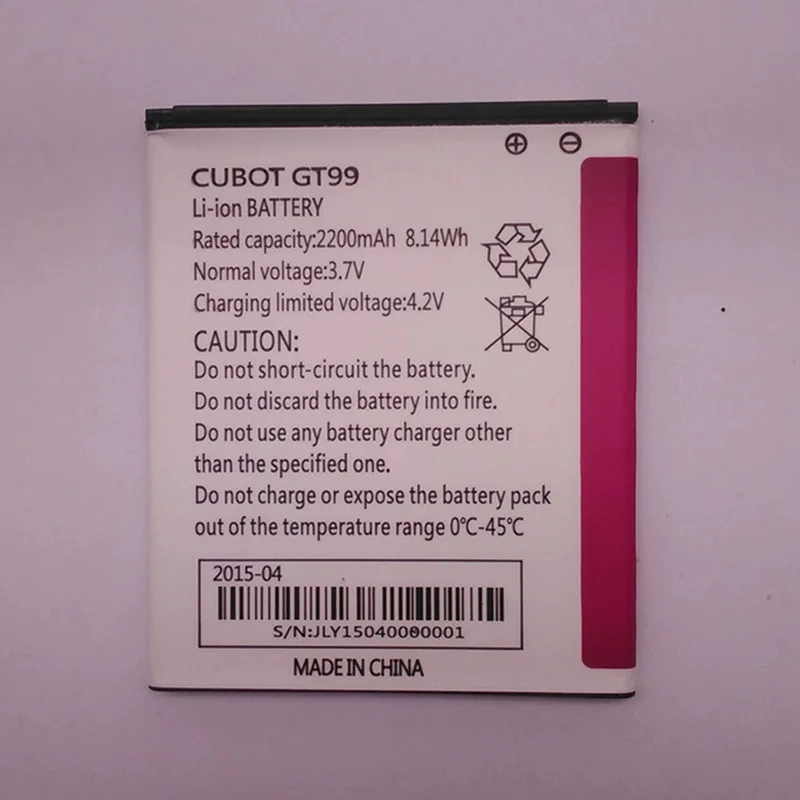 ⊕ ⊖
CUBOT GT99
Li-ion BATTERY
Rated capacity:2200mAh 8.14Wh
Normal voltage:3.7V
Charging limited voltage:4.2V
CAUTION:
Do not short-circuit the battery.
Do not discard the battery into fire.
Do not use any battery charger other
than the specified one.
Do not charge or expose the battery pack
out of the temperature range 0℃-45℃
2015-04
S/N:JLY15040000001
MADE IN CHINA